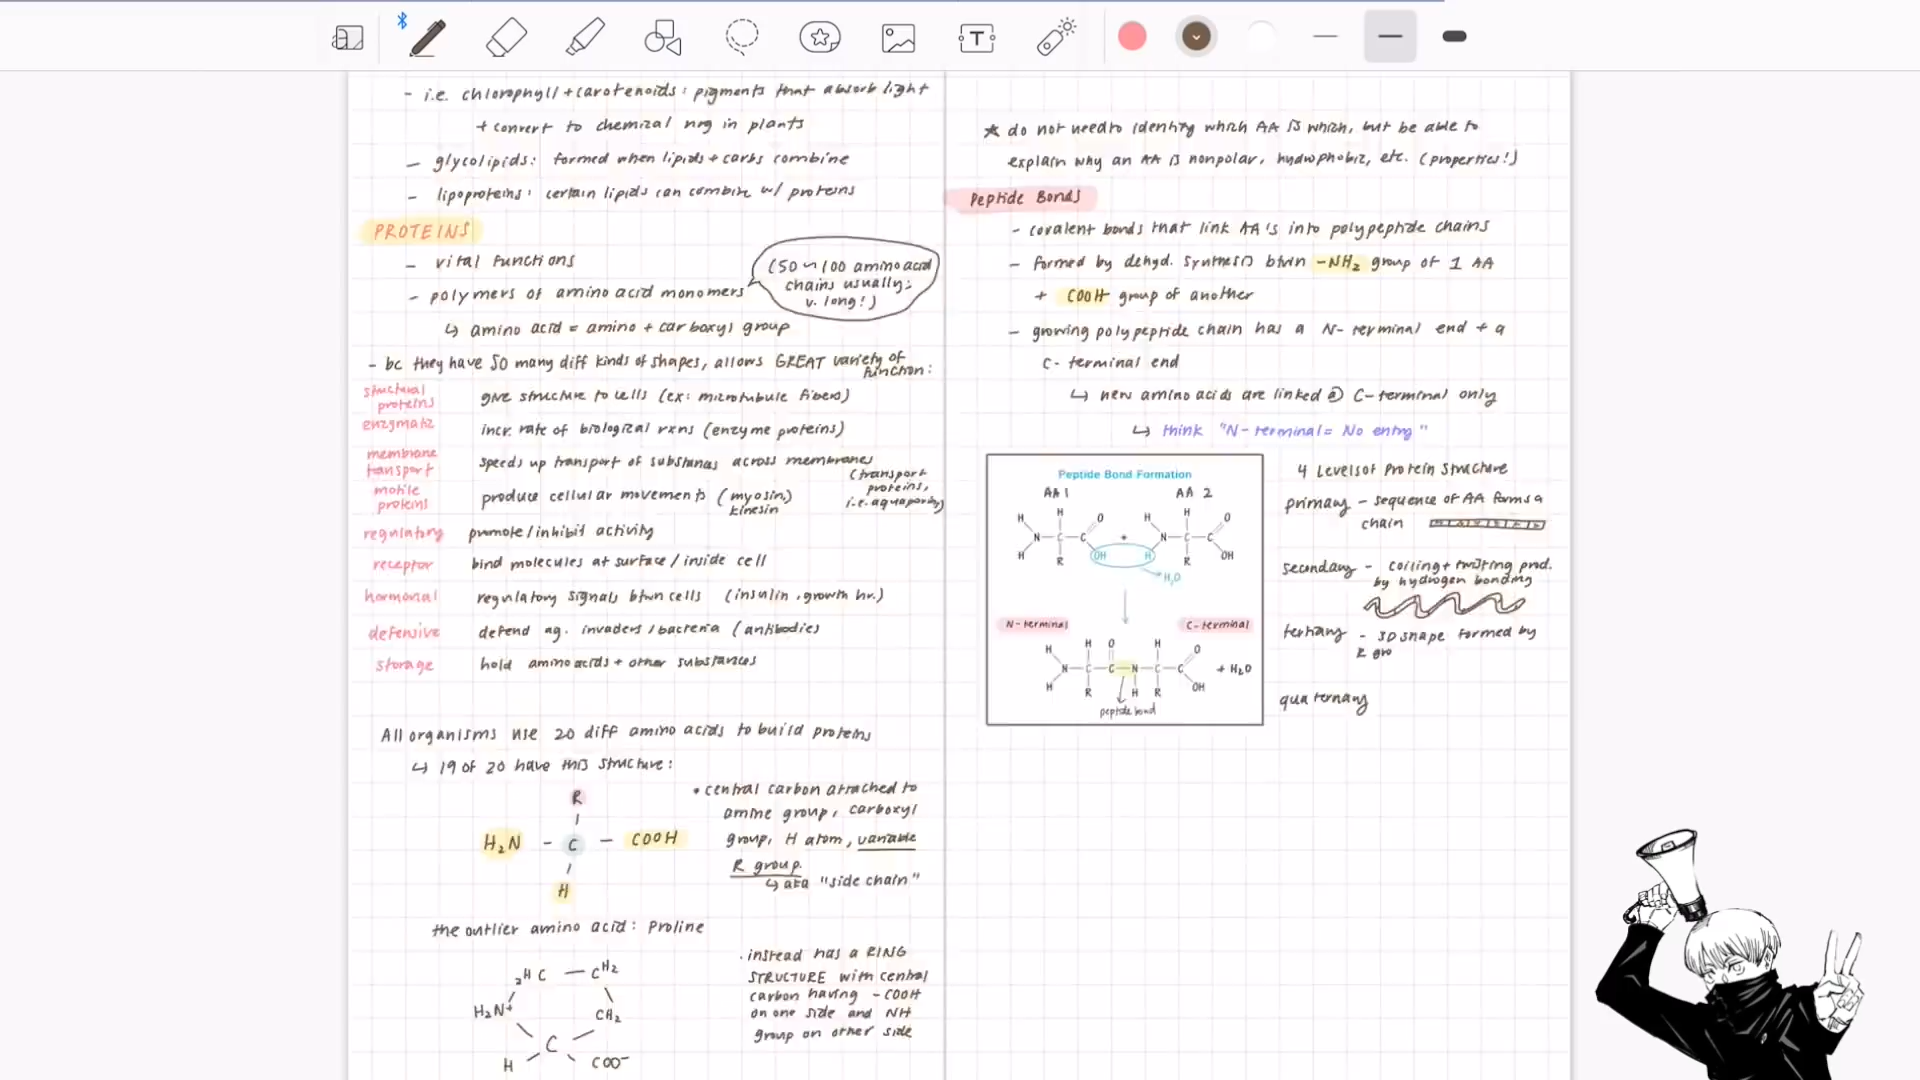 - i.e. chlorophyll + carotenoids: pigments that absorb light
+ convert to chemical nrg in plants
- glycolipids: formed when lipids + carbs combine
- lipoproteins: certain lipids can combine w/ proteins
PROTEINS
- vital functions
- polymers of amino acid monomers
(50~100 amino acid
chains usually;
v. long!)
↳ amino acid = amino + carboxyl group
- bc they have SO many diff kinds of shapes, allows GREAT variety of
function:
structural
proteins
give structure to cells (ex: microtubule fibers)
enzymatic
incr. rate of biological rxns (enzyme proteins)
membrane
transport
speeds up transport of substances across membranes
(transport
proteins,
i.e. aquaporins)
motile
proteins
produce cellular movements (myosin,)
kinesin
regulatory promote/inhibit activity
receptor bind molecules at surface / inside cell
hormonal regulatory signals btwn cells (insulin, growth hr.)
defensive defend ag. invaders / bacteria (antibodies)
storage hold amino acids + other substances
All organisms use 20 diff amino acids to build proteins
↳ 19 of 20 have this structure:
R
H₂N - C - COOH
H
• central carbon attached to
amine group, carboxyl
group, H atom, variable
R group.
↳ aka "side chain"
the outlier amino acid: Proline
₂H C — CH₂
H₂N+ CH₂
C
H COO⁻
· instead has a RING
STRUCTURE with central
carbon having -COOH
on one side and NH
group on other side
★ do not need to identify which AA is which, but be able to
explain why an AA is nonpolar, hydrophobic, etc. (properties!)
Peptide Bonds
- covalent bonds that link AA's into polypeptide chains
- formed by dehyd. synthesis btwn -NH₂ group of 1 AA
+ COOH group of another
- growing polypeptide chain has a N-terminal end + a
C-terminal end
↳ new amino acids are linked @ C-terminal only
↳ think "N-terminal = No entry"
Peptide Bond Formation
AA 1 AA 2
H H O H H O
N-C-C + N-C-C
H R OH H R OH
H₂O
N-terminal C-terminal
H H O H O
N-C-C-N-C-C + H₂O
H R H R OH
peptide bond
4 Levels of Protein Structure
primary - sequence of AA forms a
chain
secondary - coiling + twisting prod.
by hydrogen bonding
tertiary - 3D shape formed by
R gro
quaternary